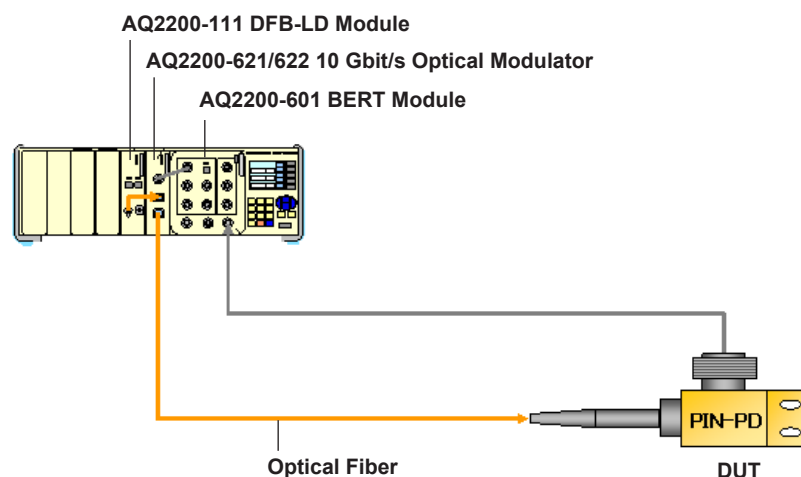 AQ2200-111 DFB-LD Module
AQ2200-621/622 10 Gbit/s Optical Modulator
AQ2200-601 BERT Module
PIN-PD
Optical Fiber
DUT